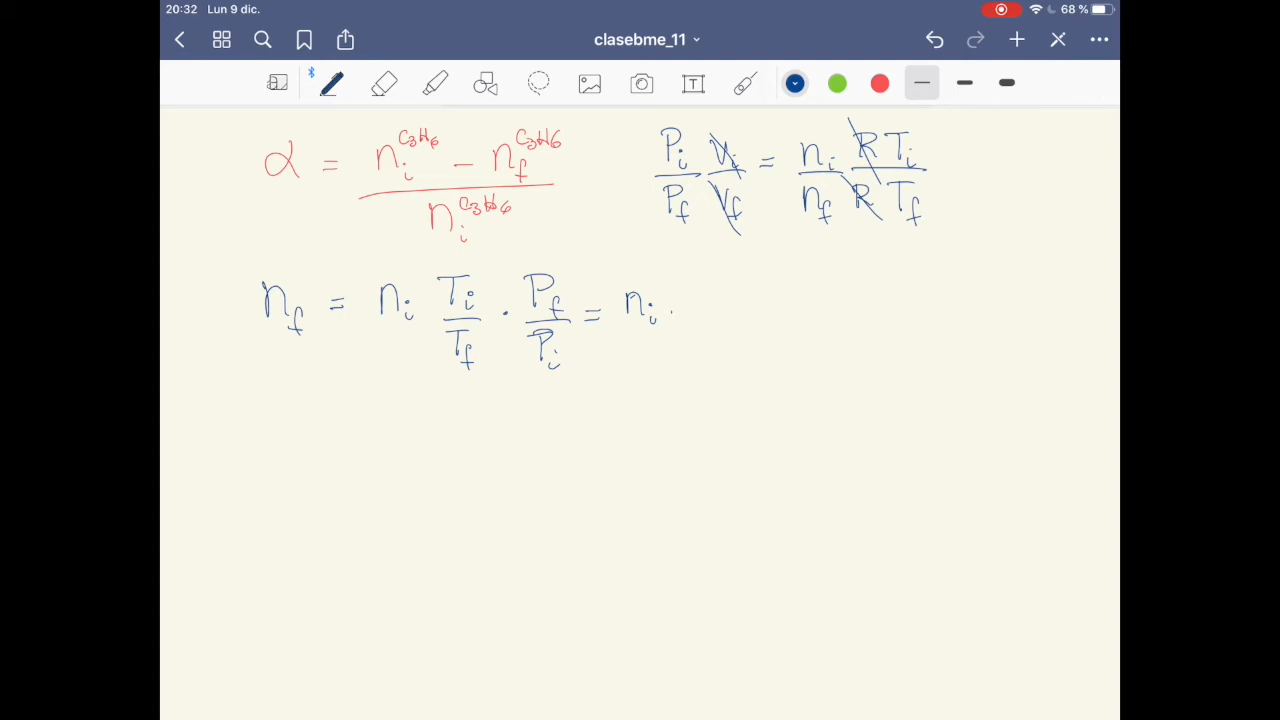 20:32 Lun 9 dic. 68 %
clasebme_11
T
α = (n_i^{C3H6} − n_f^{C3H6}) / n_i^{C3H6}
P_i V_i / P_f V_f = n_i R T_i / n_f R T_f
n_f = n_i T_i / T_f · P_f / P_i = n_i ·